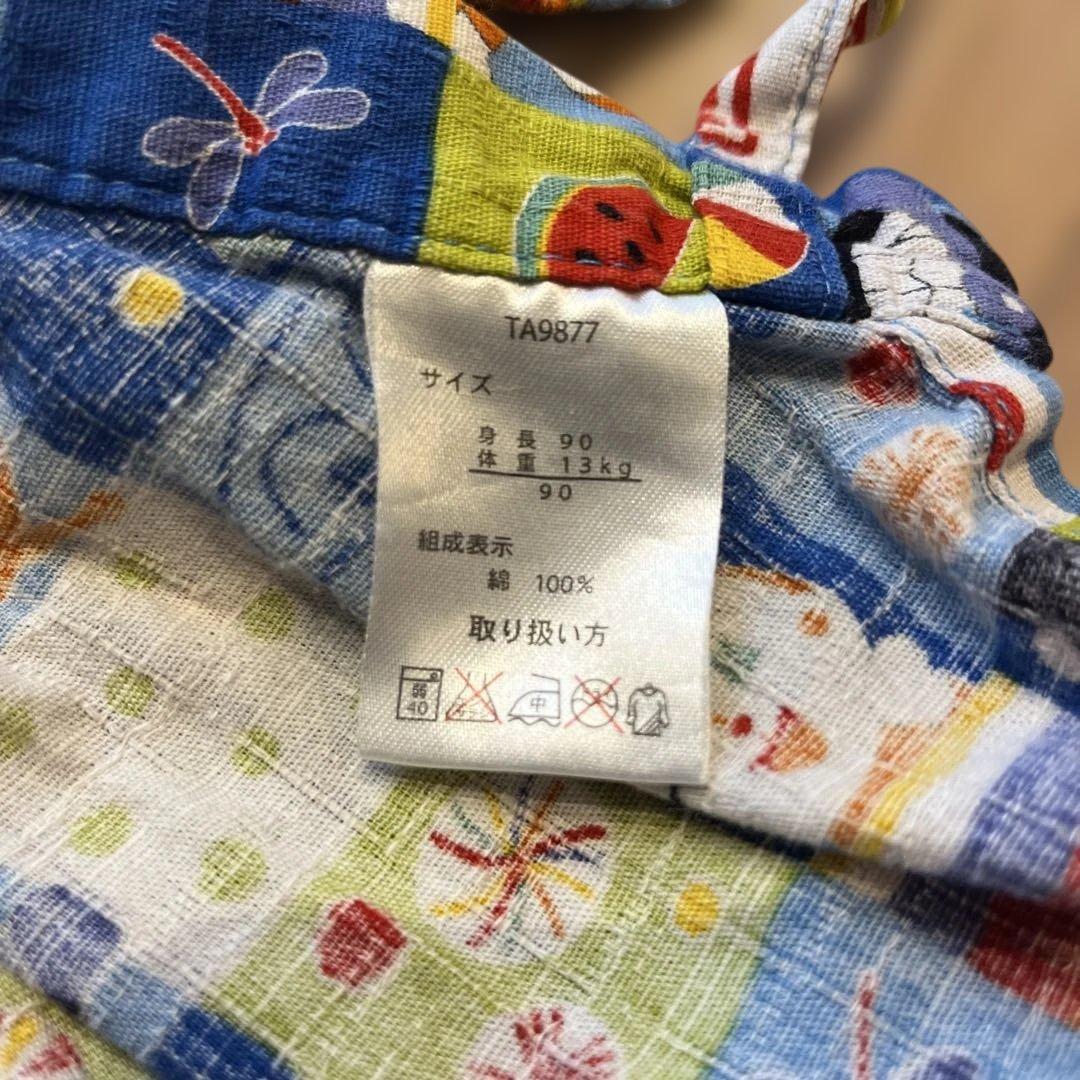 TA9877
サイズ
身長 90
体重 13kg
90
組成表示
綿 100%
取り扱い方
弱
40
中